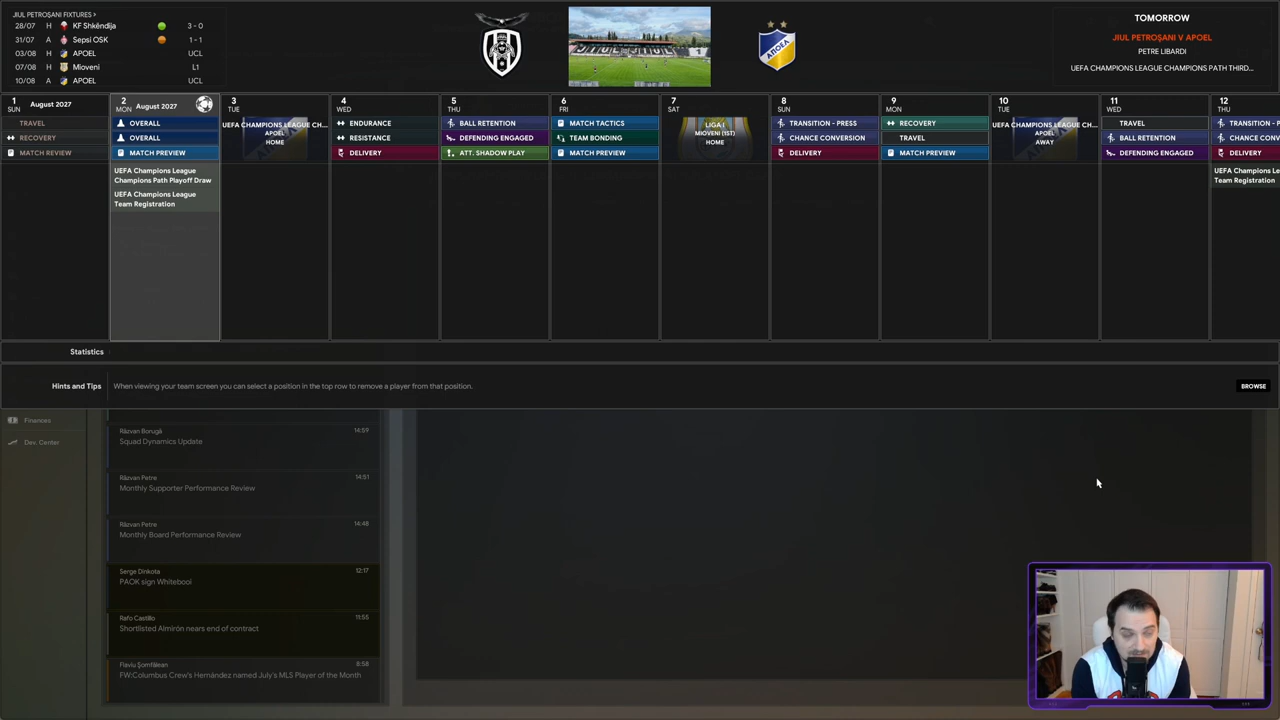 JIUL PETROȘANI FIXTURES >
28/07 H KF Shkëndija 3 - 0
31/07 A Sepsi OSK 1 - 1
03/08 H APOEL UCL
07/08 H Mioveni L1
10/08 A APOEL UCL
TOMORROW
JIUL PETROȘANI V APOEL
PETRE LIBARDI
UEFA CHAMPIONS LEAGUE CHAMPIONS PATH THIRD...
1 SUN August 2027
TRAVEL
RECOVERY
MATCH REVIEW
2 MON August 2027
OVERALL
OVERALL
MATCH PREVIEW
UEFA Champions League
Champions Path Playoff Draw
UEFA Champions League
Team Registration
3 TUE
UEFA CHAMPIONS LEAGUE CH...
APOEL
HOME
4 WED
ENDURANCE
RESISTANCE
DELIVERY
5 THU
BALL RETENTION
DEFENDING ENGAGED
ATT. SHADOW PLAY
6 FRI
MATCH TACTICS
TEAM BONDING
MATCH PREVIEW
7 SAT
LIGA I
MIOVENI (1ST)
HOME
8 SUN
TRANSITION - PRESS
CHANCE CONVERSION
DELIVERY
9 MON
RECOVERY
TRAVEL
MATCH PREVIEW
10 TUE
UEFA CHAMPIONS LEAGUE CH...
APOEL
AWAY
11 WED
TRAVEL
BALL RETENTION
DEFENDING ENGAGED
12 THU
TRANSITION - P
CHANCE CONV
DELIVERY
UEFA Champions Le
Team Registration
Statistics
Hints and Tips
When viewing your team screen you can select a position in the top row to remove a player from that position.
BROWSE
Finances
Dev. Center
Răzvan Borugă 14:59
Squad Dynamics Update
Răzvan Petre 14:51
Monthly Supporter Performance Review
Răzvan Petre 14:48
Monthly Board Performance Review
Serge Dinkota 12:17
PAOK sign Whitebooi
Rafo Castillo 11:55
Shortlisted Almirón nears end of contract
Flaviu Șomfălean 8:58
FW:Columbus Crew's Hernández named July's MLS Player of the Month